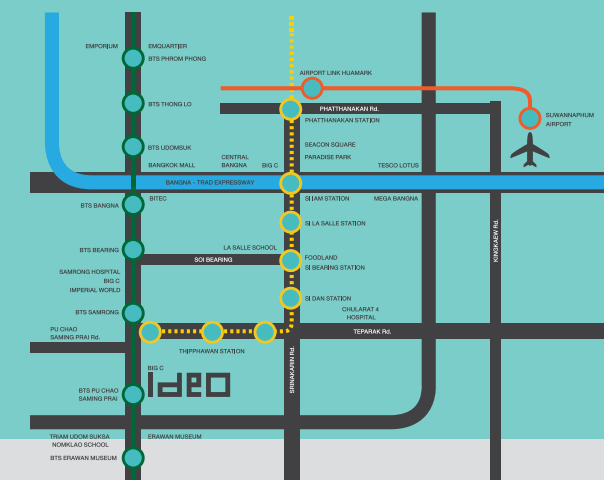 EMPORIUM
EMQUARTIER
BTS PHROM PHONG
AIRPORT LINK HUAMARK
BTS THONG LO
PHATTHANAKAN Rd.
PHATTHANAKAN STATION
SUWANNAPHUM
AIRPORT
BTS UDOMSUK
SEACON SQUARE
BANGKOK MALL
CENTRAL
BANGNA
BIG C
PARADISE PARK
TESCO LOTUS
BANGNA - TRAD EXPRESSWAY
BTS BANGNA
BITEC
SI IAM STATION
MEGA BANGNA
SI LA SALLE STATION
KINGKAEW Rd.
BTS BEARING
LA SALLE SCHOOL
SOI BEARING
FOODLAND
SI BEARING STATION
SAMRONG HOSPITAL
BIG C
IMPERIAL WORLD
SI DAN STATION
BTS SAMRONG
CHULARAT 4
HOSPITAL
PU CHAO
SAMING PRAI Rd.
TEPARAK Rd.
THIPPHAWAN STATION
SRINAKARIN Rd.
BIG C
Ideo
BTS PU CHAO
SAMING PRAI
TRIAM UDOM SUKSA
NOMKLAO SCHOOL
ERAWAN MUSEUM
BTS ERAWAN MUSEUM